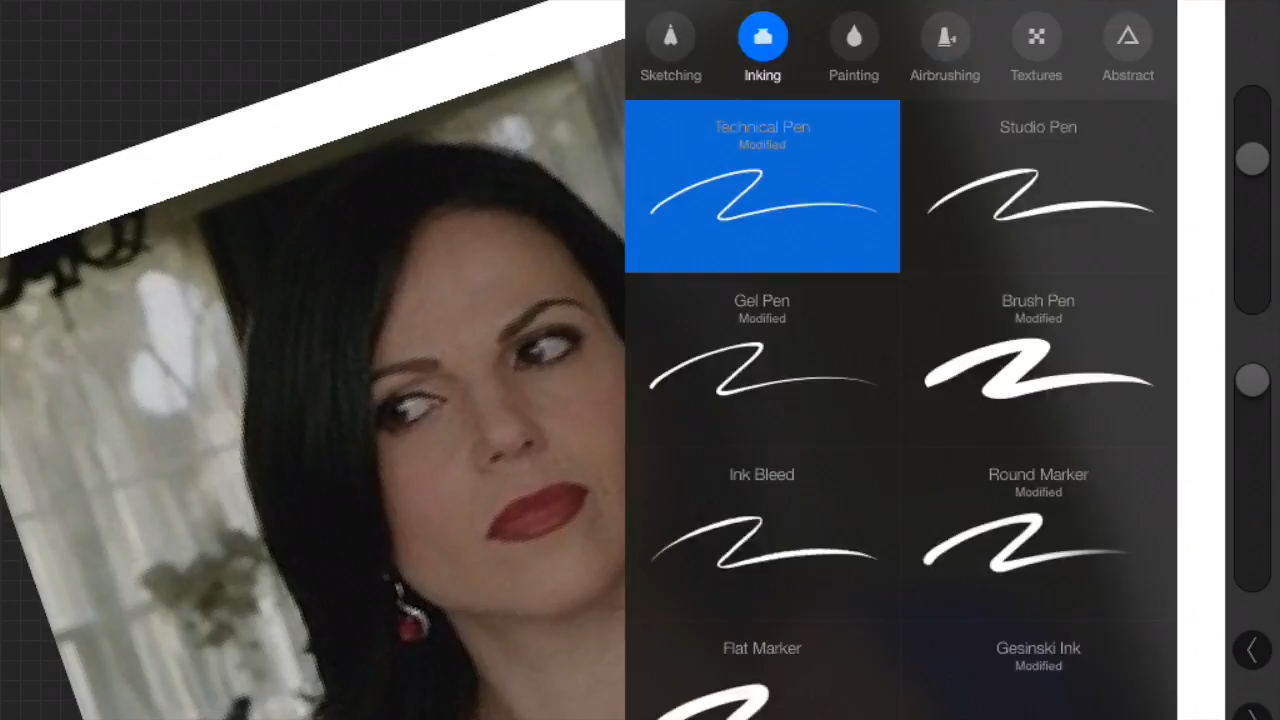 Sketching
Inking
Painting
Airbrushing
Textures
Abstract
Technical Pen
Modified
Studio Pen
Gel Pen
Modified
Brush Pen
Modified
Ink Bleed
Round Marker
Modified
Flat Marker
Gesinski Ink
Modified